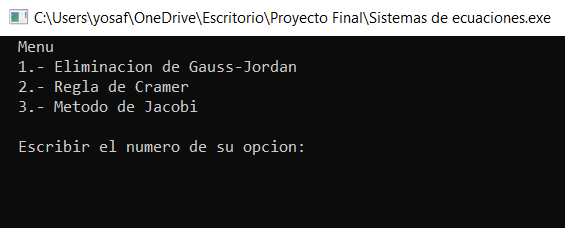 C:\Users\yosaf\OneDrive\Escritorio\Proyecto Final\Sistemas de ecuaciones.exe
Menu
1.- Eliminacion de Gauss-Jordan
2.- Regla de Cramer
3.- Metodo de Jacobi
Escribir el numero de su opcion: